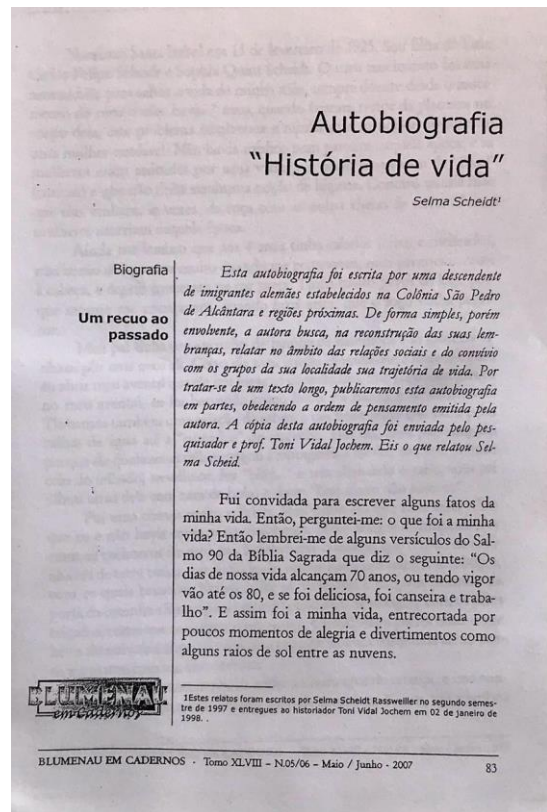 Autobiografia
"História de vida"
Selma Scheidt¹
Biografia
Um recuo ao
passado
Esta autobiografia foi escrita por uma descendente
de imigrantes alemães estabelecidos na Colônia São Pedro
de Alcântara e regiões próximas. De forma simples, porém
envolvente, a autora busca, na reconstrução das suas lem-
branças, relatar no âmbito das relações sociais e do convívio
com os grupos da sua localidade sua trajetória de vida. Por
tratar-se de um texto longo, publicaremos esta autobiografia
em partes, obedecendo a ordem de pensamento emitida pela
autora. A cópia desta autobiografia foi enviada pelo pes-
quisador e prof. Toni Vidal Jochem. Eis o que relatou Sel-
ma Scheid.
Fui convidada para escrever alguns fatos da
minha vida. Então, perguntei-me: o que foi a minha
vida? Então lembrei-me de alguns versículos do Sal-
mo 90 da Bíblia Sagrada que diz o seguinte: "Os
dias de nossa vida alcançam 70 anos, ou tendo vigor
vão até os 80, e se foi deliciosa, foi canseira e traba-
lho". E assim foi a minha vida, entrecortada por
poucos momentos de alegria e divertimentos como
alguns raios de sol entre as nuvens.
BLUMENAU
em cadernos
1Estes relatos foram escritos por Selma Scheidt Rassweiller no segundo semes-
tre de 1997 e entregues ao historiador Toni Vidal Jochem em 02 de janeiro de
1998. .
BLUMENAU EM CADERNOS - Tomo XLVIII – N.05/06 – Maio / Junho - 2007
83